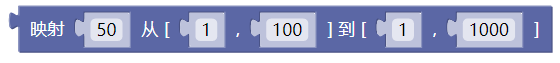 映射 50 从 [ 1 , 100 ] 到 [ 1 , 1000 ]